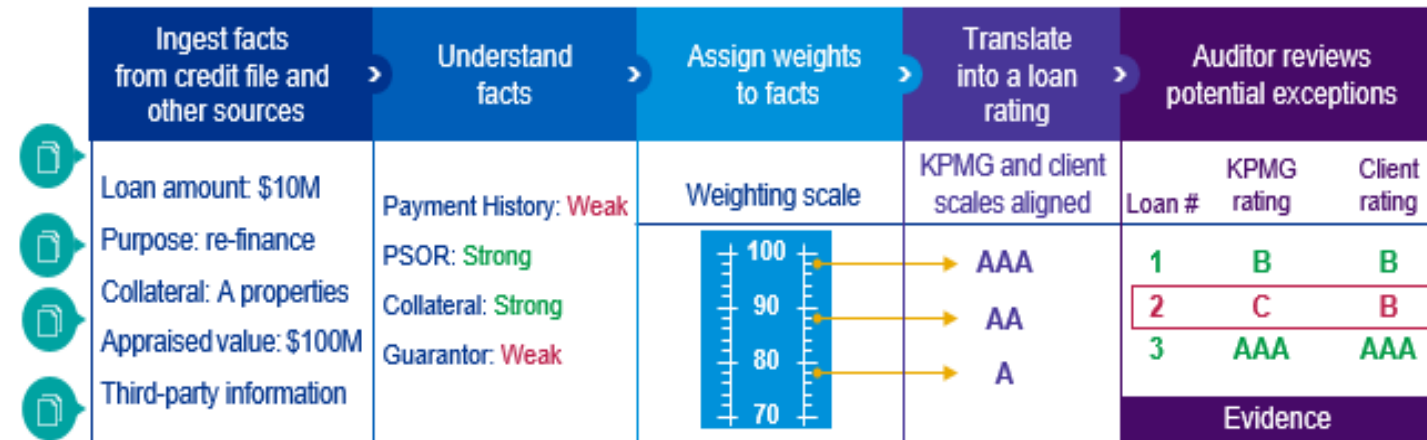 Ingest facts
from credit file and
other sources
Understand
facts
Assign weights
to facts
Translate
into a loan
rating
Auditor reviews
potential exceptions
Loan amount: $10M
Purpose: re-finance
Collateral: A properties
Appraised value: $100M
Third-party information
Payment History: Weak
PSOR: Strong
Collateral: Strong
Guarantor: Weak
Weighting scale
100
90
80
70
KPMG and client
scales aligned
AAA
AA
A
Loan # KPMG rating Client rating
1 B B
2 C B
3 AAA AAA
Evidence